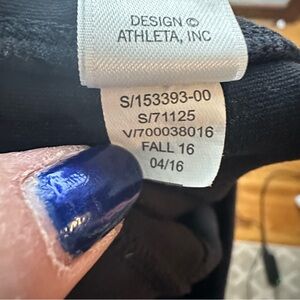 DESIGN ©
ATHLETA, INC
S/153393-00
S/71125
V/700038016
FALL 16
04/16